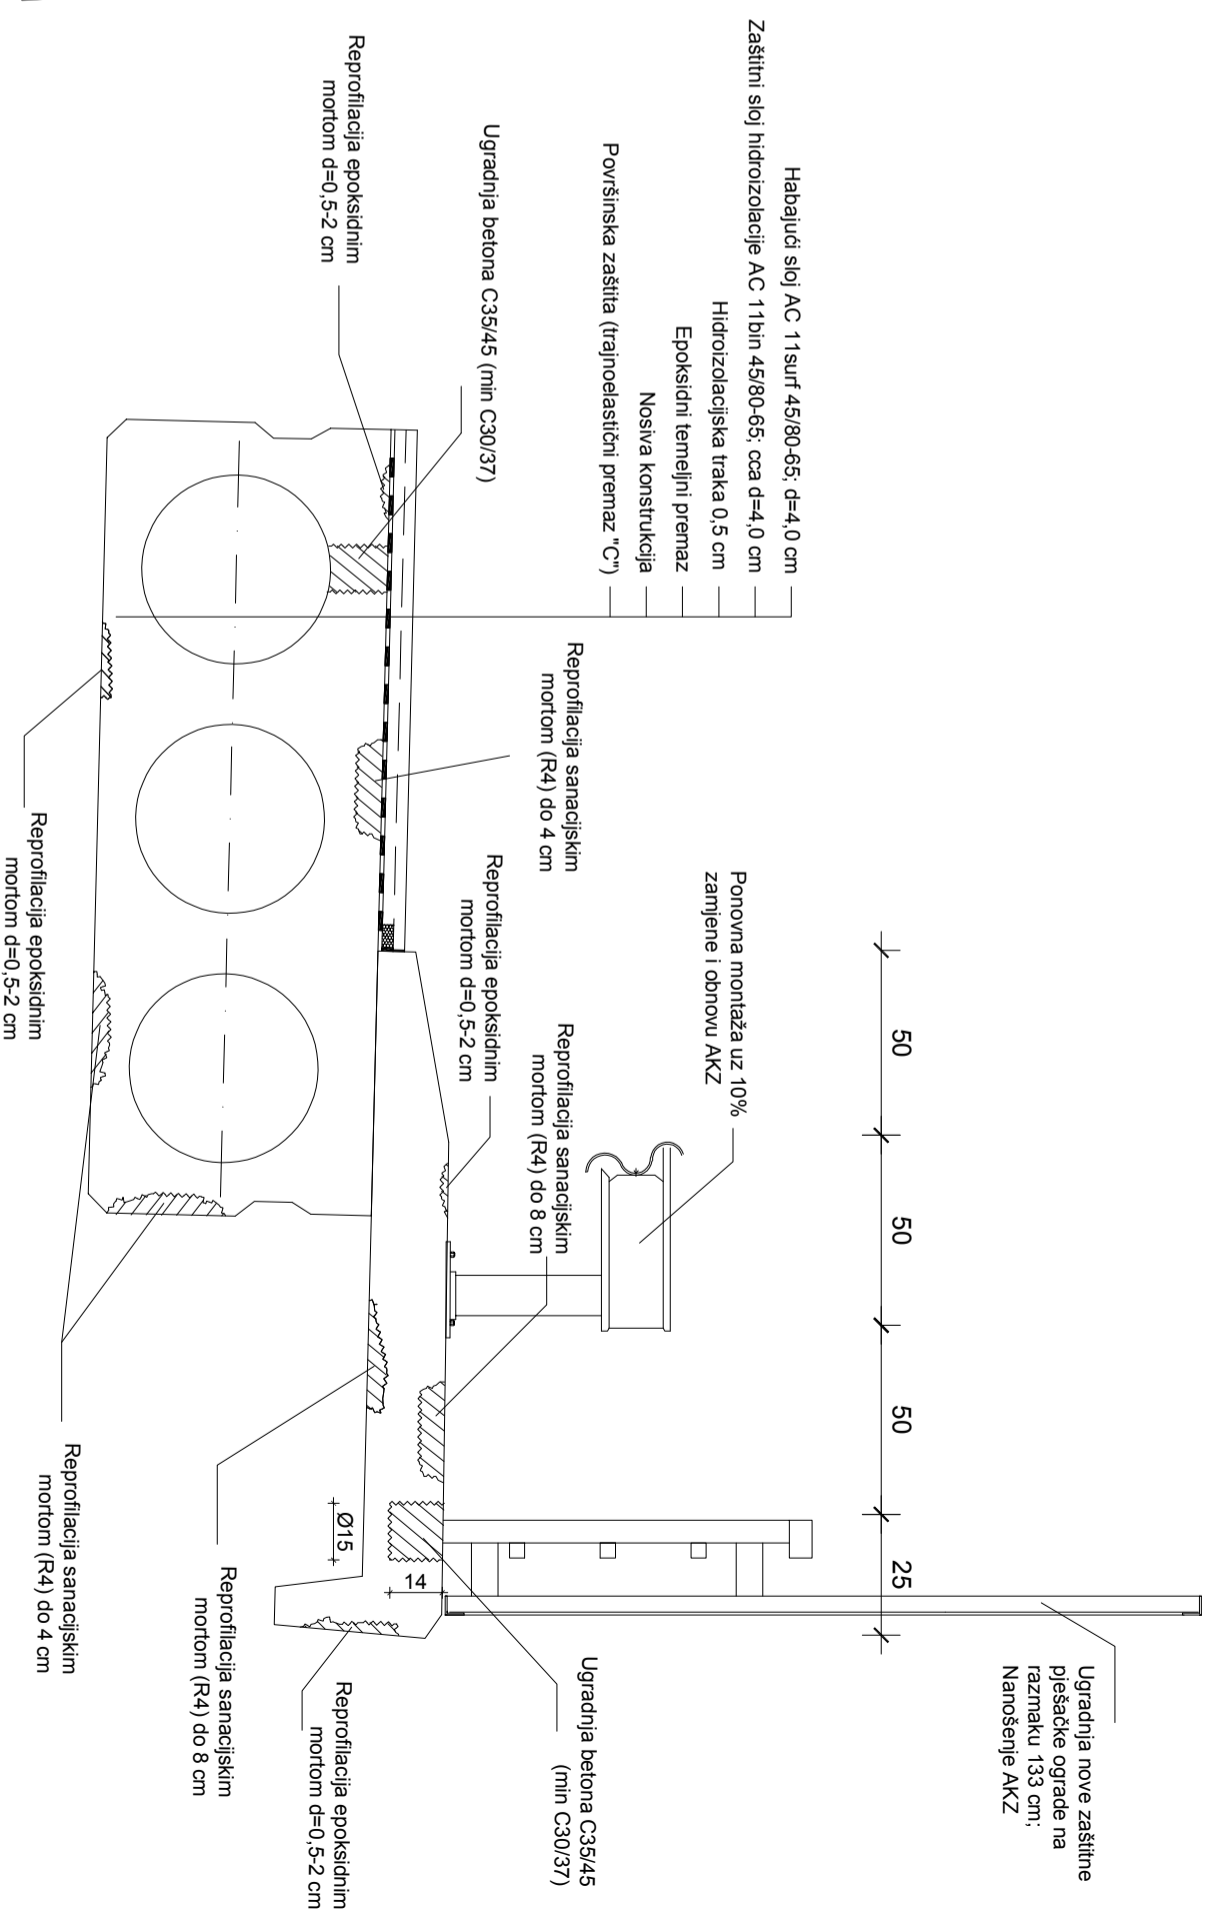 Habajući sloj AC 11surf 45/80-65; d=4,0 cm
Zaštitni sloj hidroizolacije AC 11bin 45/80-65; cca d=4,0 cm
Hidroizolacijska traka 0,5 cm
Epoksidni temeljni premaz
Nosiva konstrukcija
Površinska zaštita (trajnoelastični premaz "C")
Ugradnja betona C35/45 (min C30/37)
Reprofilacija epoksidnim
mortom d=0,5-2 cm
Reprofilacija sanacijskim
mortom (R4) do 4 cm
Ponovna montaža uz 10%
zamjene i obnovu AKZ
Reprofilacija epoksidnim
mortom d=0,5-2 cm
Reprofilacija sanacijskim
mortom (R4) do 8 cm
50
50
50
25
Ugradnja nove zaštitne
pješačke ograde na
razmaku 133 cm;
Nanošenje AKZ
Ø15
14
Ugradnja betona C35/45
(min C30/37)
Reprofilacija epoksidnim
mortom d=0,5-2 cm
Reprofilacija sanacijskim
mortom (R4) do 8 cm
Reprofilacija sanacijskim
mortom (R4) do 4 cm
Reprofilacija epoksidnim
mortom d=0,5-2 cm